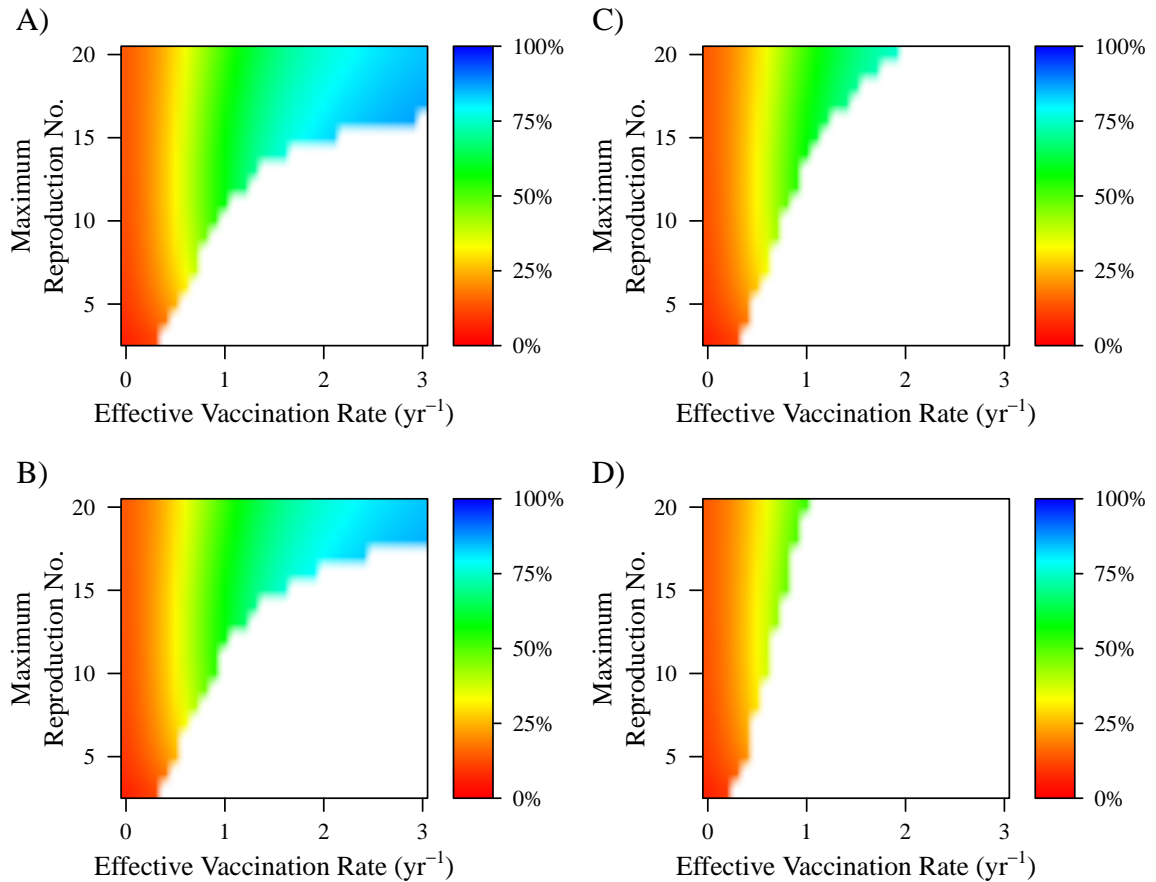 A)
Maximum
Reproduction No.
20
15
10
5
0 1 2 3
Effective Vaccination Rate (yr⁻¹)
100%
75%
50%
25%
0%
C)
Maximum
Reproduction No.
20
15
10
5
0 1 2 3
Effective Vaccination Rate (yr⁻¹)
100%
75%
50%
25%
0%
B)
Maximum
Reproduction No.
20
15
10
5
0 1 2 3
Effective Vaccination Rate (yr⁻¹)
100%
75%
50%
25%
0%
D)
Maximum
Reproduction No.
20
15
10
5
0 1 2 3
Effective Vaccination Rate (yr⁻¹)
100%
75%
50%
25%
0%